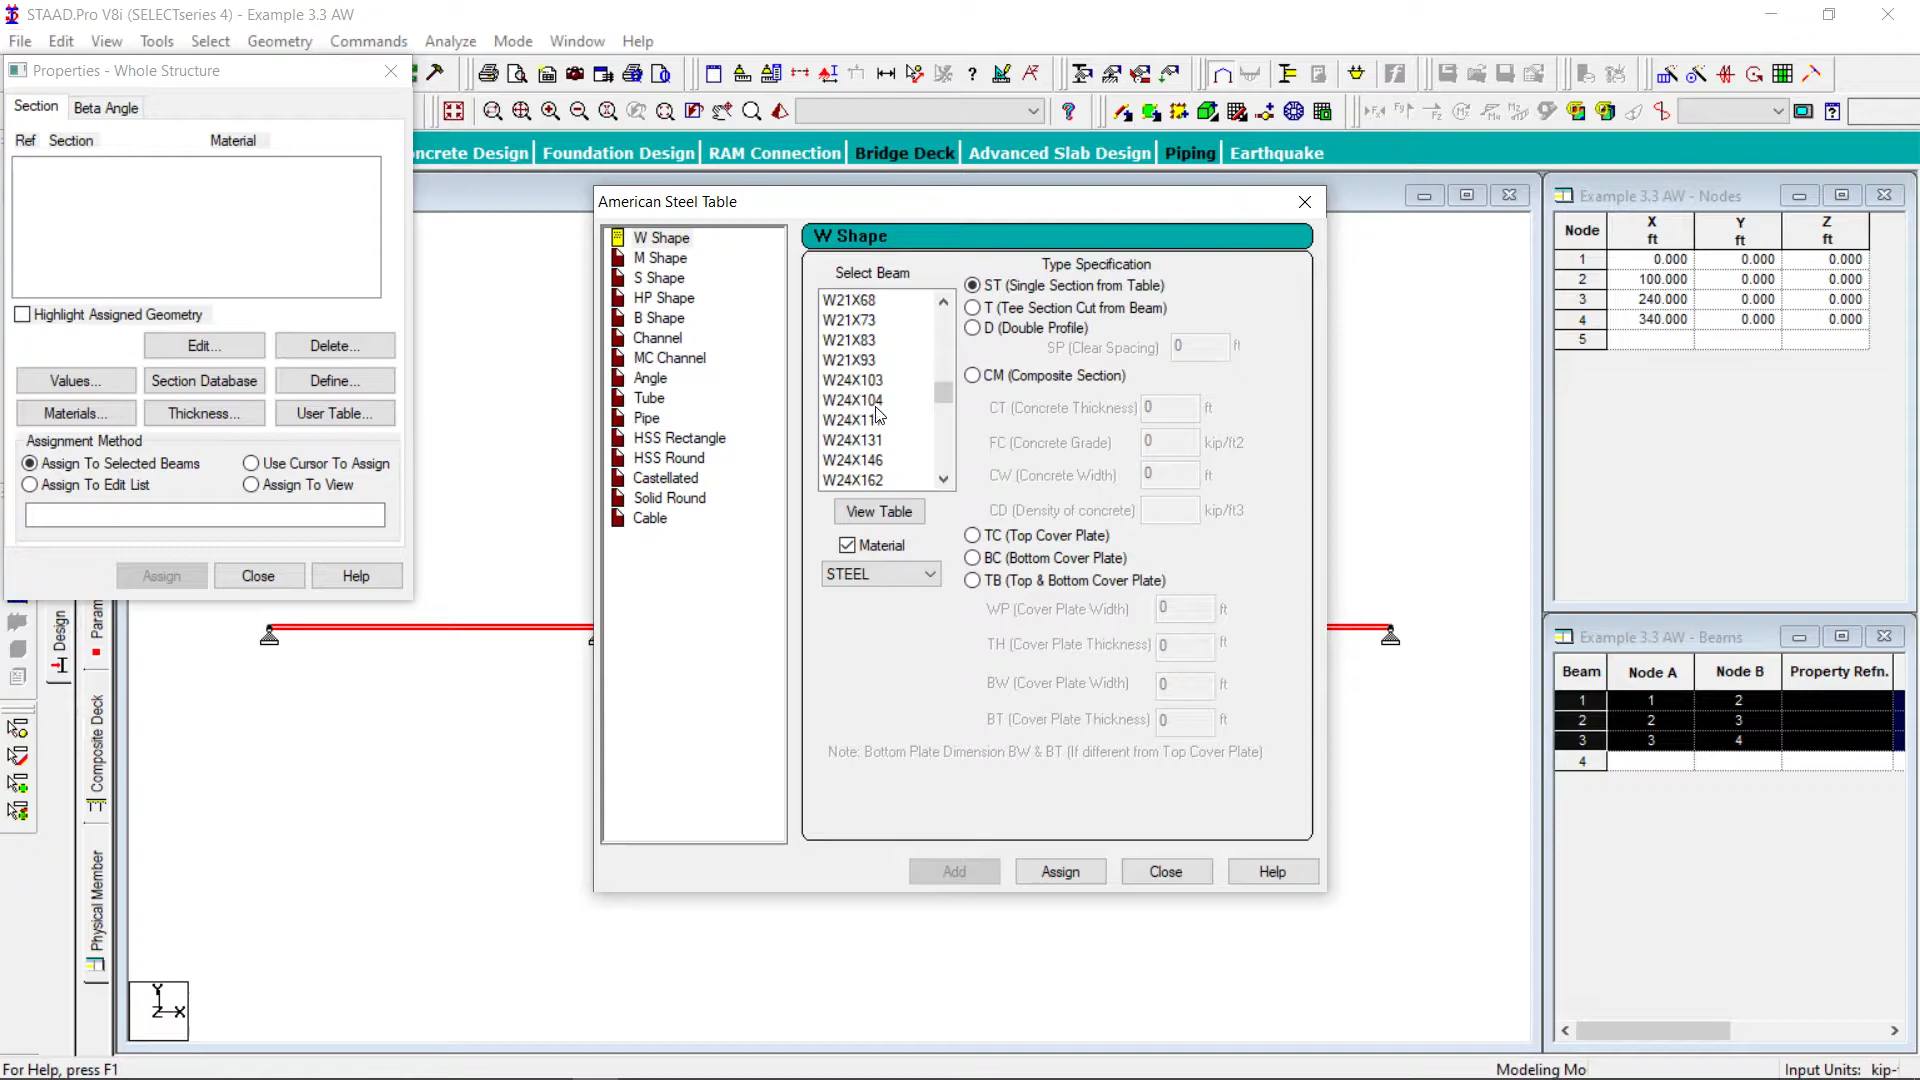 STAAD.Pro V8i (SELECTseries 4) - Example 3.3 AW
File Edit View Tools Select Geometry Commands Analyze Mode Window Help
Properties - Whole Structure
Section Beta Angle
Ref Section Material
Highlight Assigned Geometry
Edit... Delete...
Values... Section Database Define...
Materials... Thickness... User Table...
Assignment Method
Assign To Selected Beams Use Cursor To Assign
Assign To Edit List Assign To View
Assign Close Help
Concrete Design Foundation Design RAM Connection Bridge Deck Advanced Slab Design Piping Earthquake
American Steel Table
W Shape
M Shape
S Shape
HP Shape
B Shape
Channel
MC Channel
Angle
Tube
Pipe
HSS Rectangle
HSS Round
Castellated
Solid Round
Cable
W Shape
Select Beam
W21X68
W21X73
W21X83
W21X93
W24X103
W24X104
W24X131
W24X146
W24X162
View Table
Material
STEEL
Type Specification
ST (Single Section from Table)
T (Tee Section Cut from Beam)
D (Double Profile)
SP (Clear Spacing) 0 ft
CM (Composite Section)
CT (Concrete Thickness) 0 ft
FC (Concrete Grade) 0 kip/ft2
CW (Concrete Width) 0 ft
CD (Density of concrete) kip/ft3
TC (Top Cover Plate)
BC (Bottom Cover Plate)
TB (Top & Bottom Cover Plate)
WP (Cover Plate Width) 0 ft
TH (Cover Plate Thickness) 0 ft
BW (Cover Plate Width) 0 ft
BT (Cover Plate Thickness) 0 ft
Note: Bottom Plate Dimension BW & BT (If different from Top Cover Plate)
Add Assign Close Help
Example 3.3 AW - Nodes
Node X ft Y ft Z ft
1 0.000 0.000 0.000
2 100.000 0.000 0.000
3 240.000 0.000 0.000
4 340.000 0.000 0.000
5
Example 3.3 AW - Beams
Beam Node A Node B Property Refn.
1 1 2
2 2 3
3 3 4
4
Design
Param
Composite Deck
Physical Member
Y
Z X
For Help, press F1
Modeling Mo
Input Units: kip-